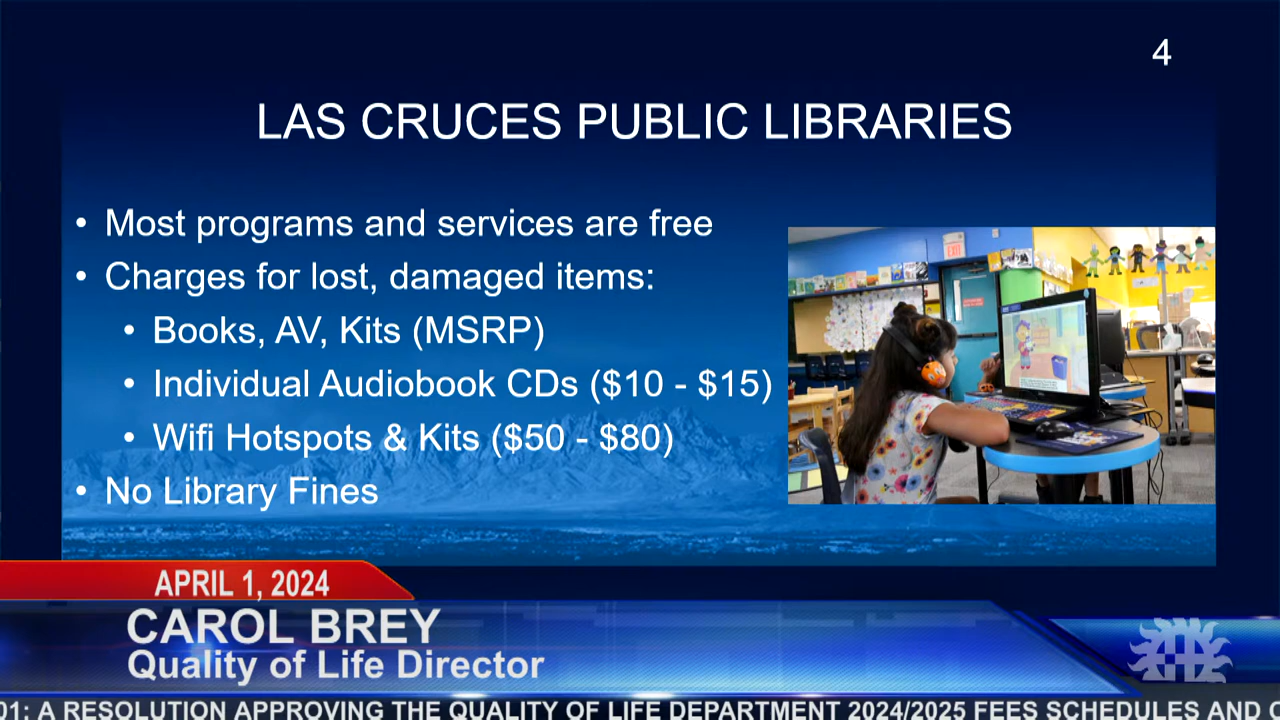 4
LAS CRUCES PUBLIC LIBRARIES
• Most programs and services are free
• Charges for lost, damaged items:
• Books, AV, Kits (MSRP)
• Individual Audiobook CDs ($10 - $15)
• Wifi Hotspots & Kits ($50 - $80)
• No Library Fines
EXIT
APRIL 1, 2024
CAROL BREY
Quality of Life Director
01: A RESOLUTION APPROVING THE QUALITY OF LIFE DEPARTMENT 2024/2025 FEES SCHEDULES AND